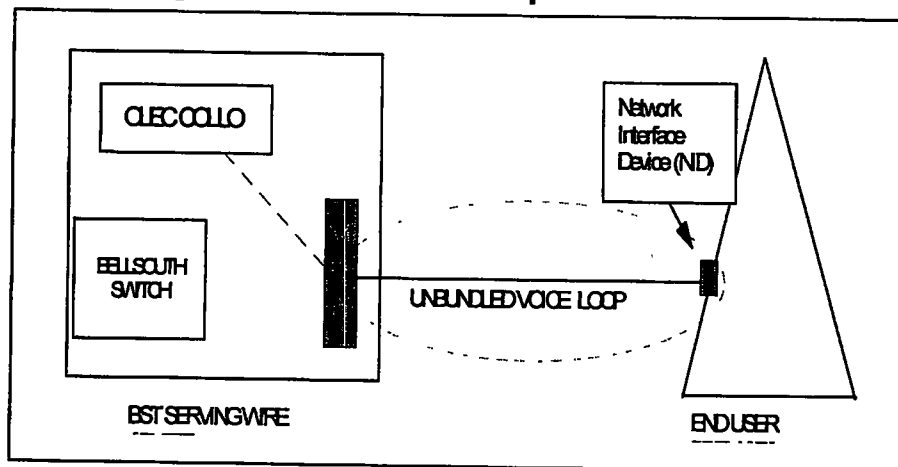 CLEC COLLO
Network
Interface
Device (NID)
BELLSOUTH
SWITCH
UNBUNDLED VOICE LOOP
BST SERVING WIRE
END USER